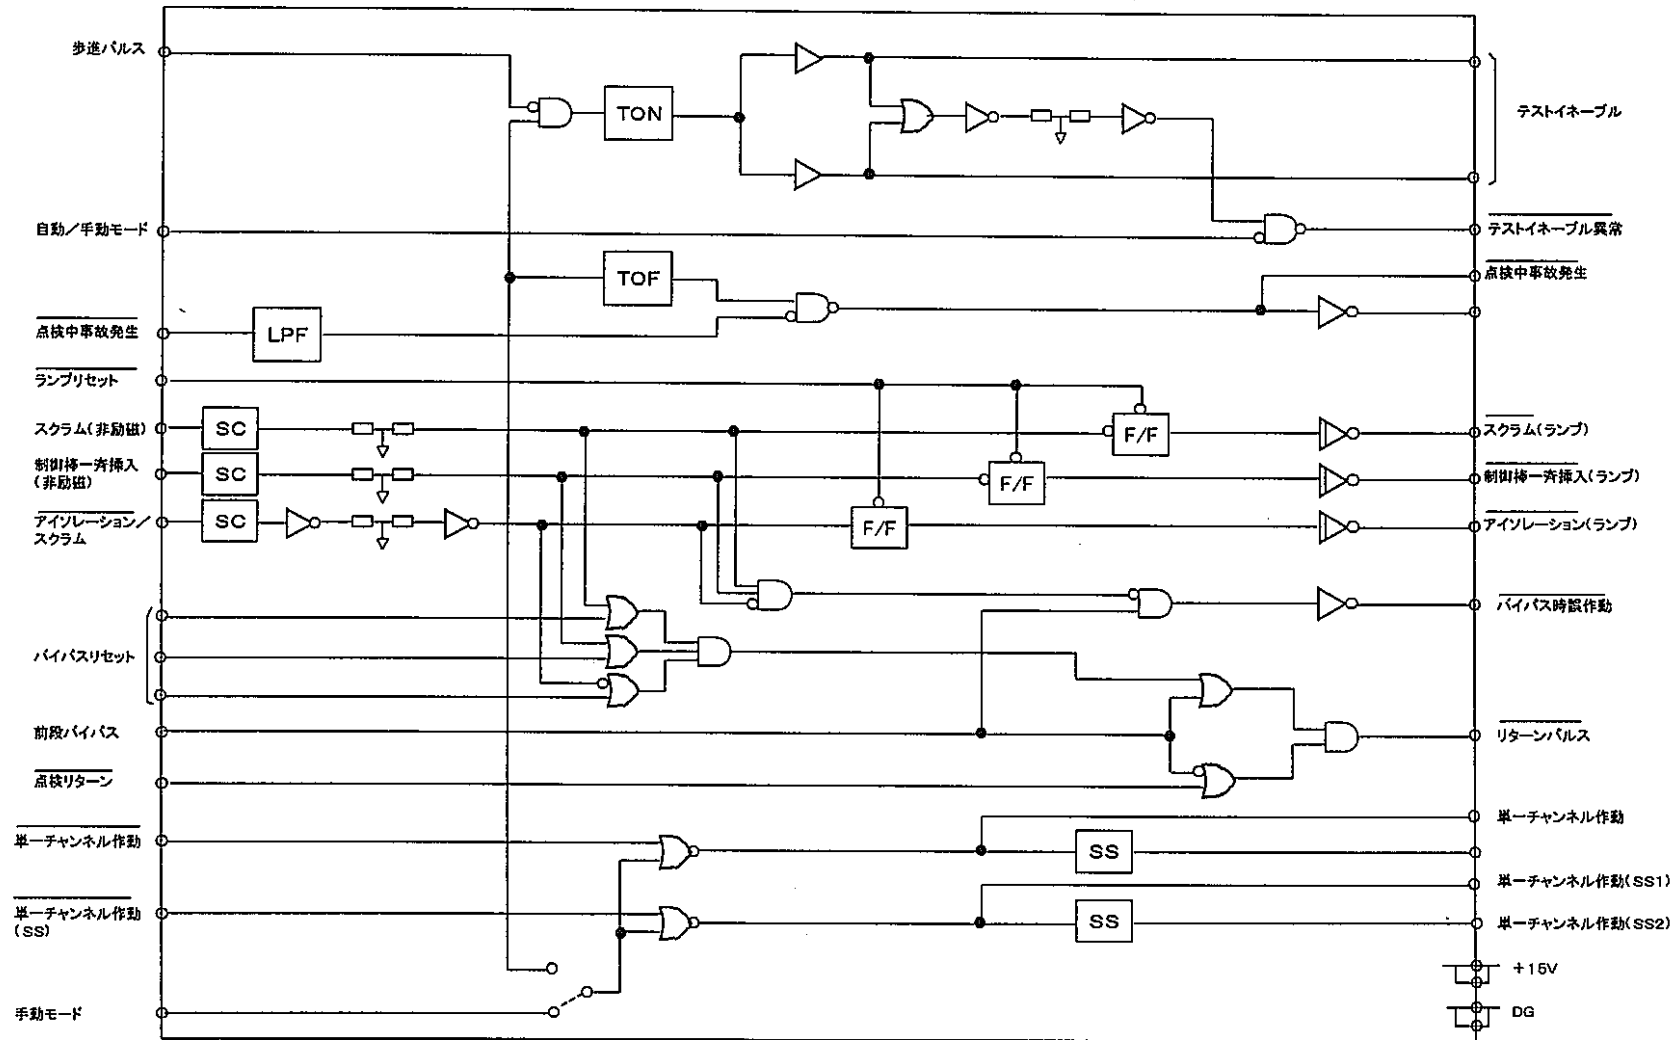 歩進パルス
TON
テストイネーブル
自動／手動モード
テストイネーブル異常
TOF
点検中事故発生
点検中事故発生
LPF
ランプリセット
スクラム(非励磁)
SC
F/F
スクラム(ランプ)
制御棒一斉挿入
(非励磁)
SC
F/F
制御棒一斉挿入(ランプ)
アイソレーション／
スクラム
SC
F/F
アイソレーション(ランプ)
バイパス時誤作動
バイパスリセット
前段バイパス
リターンパルス
点検リターン
単一チャンネル作動
単一チャンネル作動
SS
単一チャンネル作動(SS1)
単一チャンネル作動
(SS)
SS
単一チャンネル作動(SS2)
＋15V
手動モード
DG